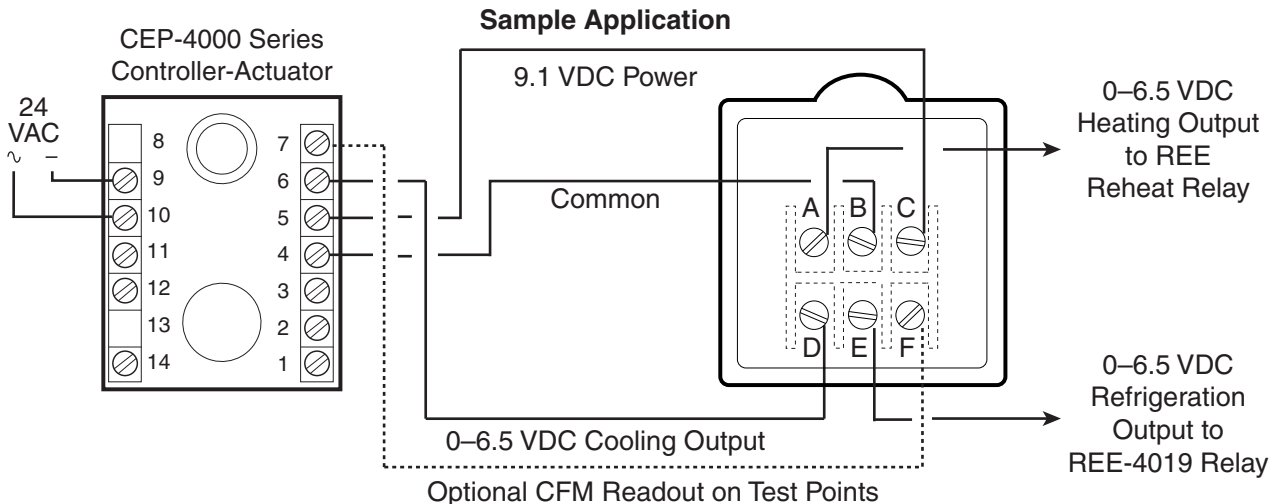 Sample Application
CEP-4000 Series
Controller-Actuator
9.1 VDC Power
24
VAC
~ –
8
9
10
11
12
13
14
7
6
5
4
3
2
1
Common
A B C
D E F
0–6.5 VDC
Heating Output
to REE
Reheat Relay
0–6.5 VDC
Refrigeration
Output to
REE-4019 Relay
0–6.5 VDC Cooling Output
Optional CFM Readout on Test Points